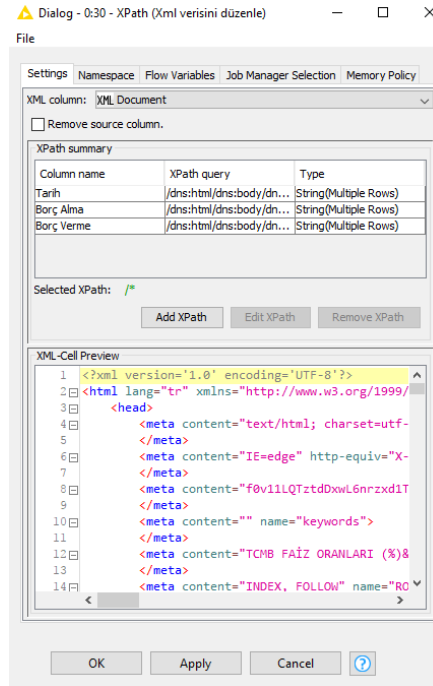 Dialog - 0:30 - XPath (Xml verisini düzenle)
File
Settings Namespace Flow Variables Job Manager Selection Memory Policy
XML column: XML Document
Remove source column.
XPath summary
Column name XPath query Type
Tarih /dns:html/dns:body/dn... String(Multiple Rows)
Borç Alma /dns:html/dns:body/dn... String(Multiple Rows)
Borç Verme /dns:html/dns:body/dn... String(Multiple Rows)
Selected XPath: /*
Add XPath Edit XPath Remove XPath
XML-Cell Preview
1 <?xml version='1.0' encoding='UTF-8'?>
2 <html lang="tr" xmlns="http://www.w3.org/1999/
3 <head>
4 <meta content="text/html; charset=utf-
5 </meta>
6 <meta content="IE=edge" http-equiv="X-
7 </meta>
8 <meta content="f0v11LQTztdDxwL6nrzxd1T
9 </meta>
10 <meta content="" name="keywords">
11 </meta>
12 <meta content="TCMB FAİZ ORANLARI (%)&
13 </meta>
14 <meta content="INDEX, FOLLOW" name="RO
OK Apply Cancel ?